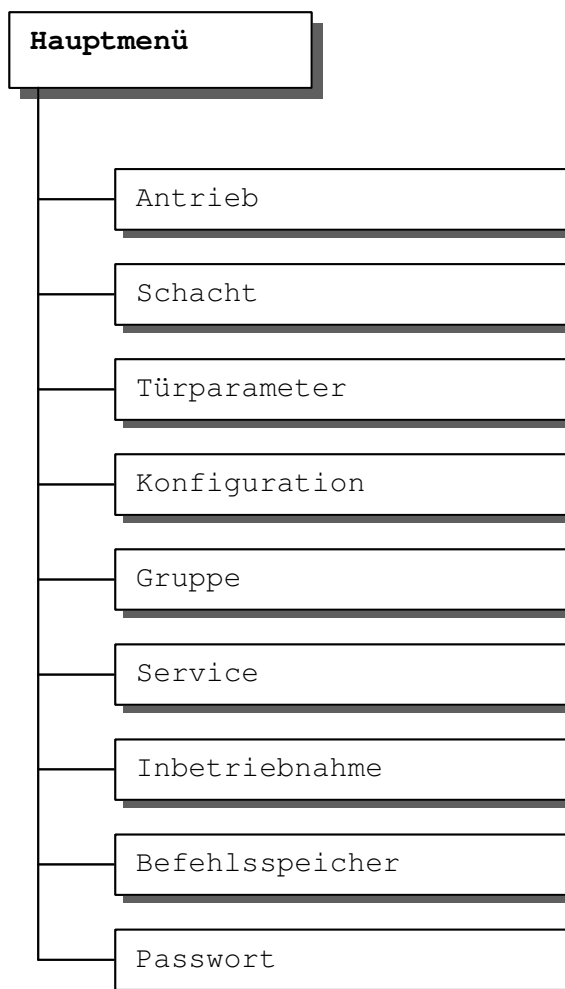 Hauptmenü
Antrieb
Schacht
Türparameter
Konfiguration
Gruppe
Service
Inbetriebnahme
Befehlsspeicher
Passwort